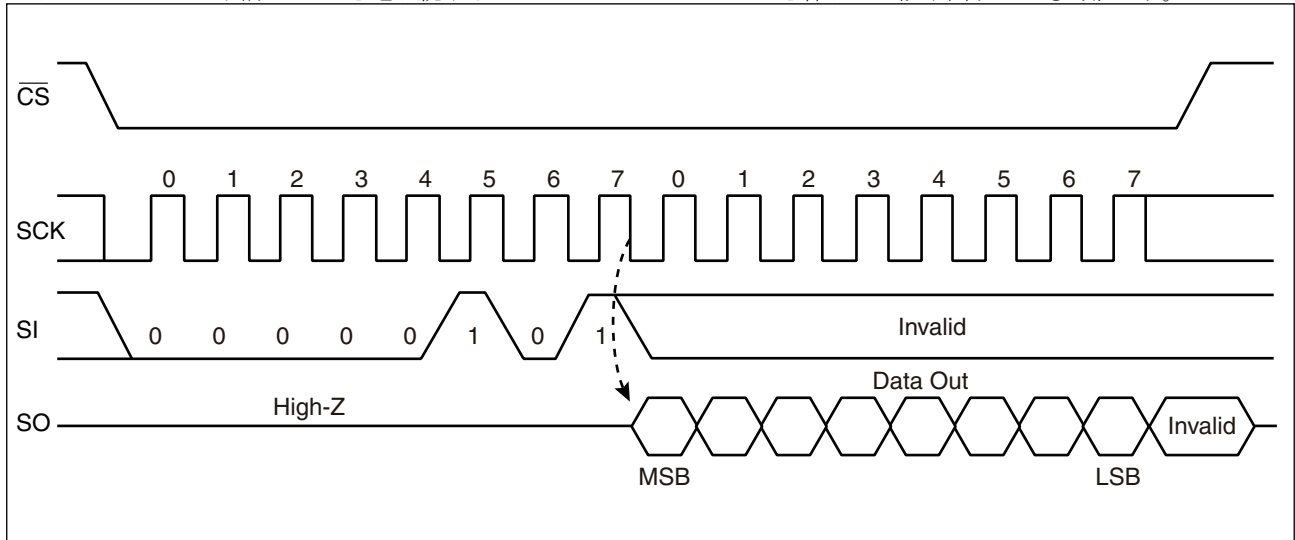 CS
0 1 2 3 4 5 6 7 0 1 2 3 4 5 6 7
SCK
SI
0 0 0 0 0 1 0 1
Invalid
Data Out
High-Z
SO
Invalid
MSB
LSB